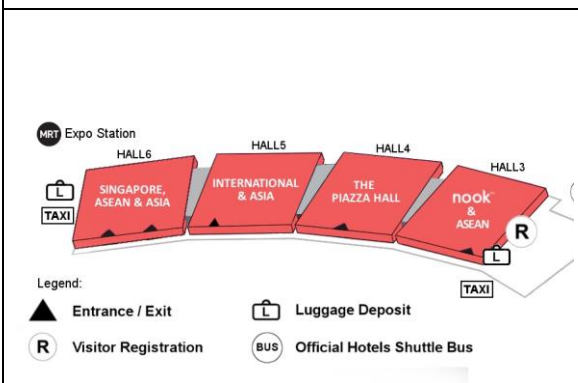 MRT Expo Station
HALL6
HALL5
HALL4
HALL3
SINGAPORE,
ASEAN & ASIA
INTERNATIONAL
& ASIA
THE
PIAZZA HALL
nook™
&
ASEAN
L
TAXI
R
L
TAXI
Legend:
Entrance / Exit
L Luggage Deposit
R Visitor Registration
BUS Official Hotels Shuttle Bus